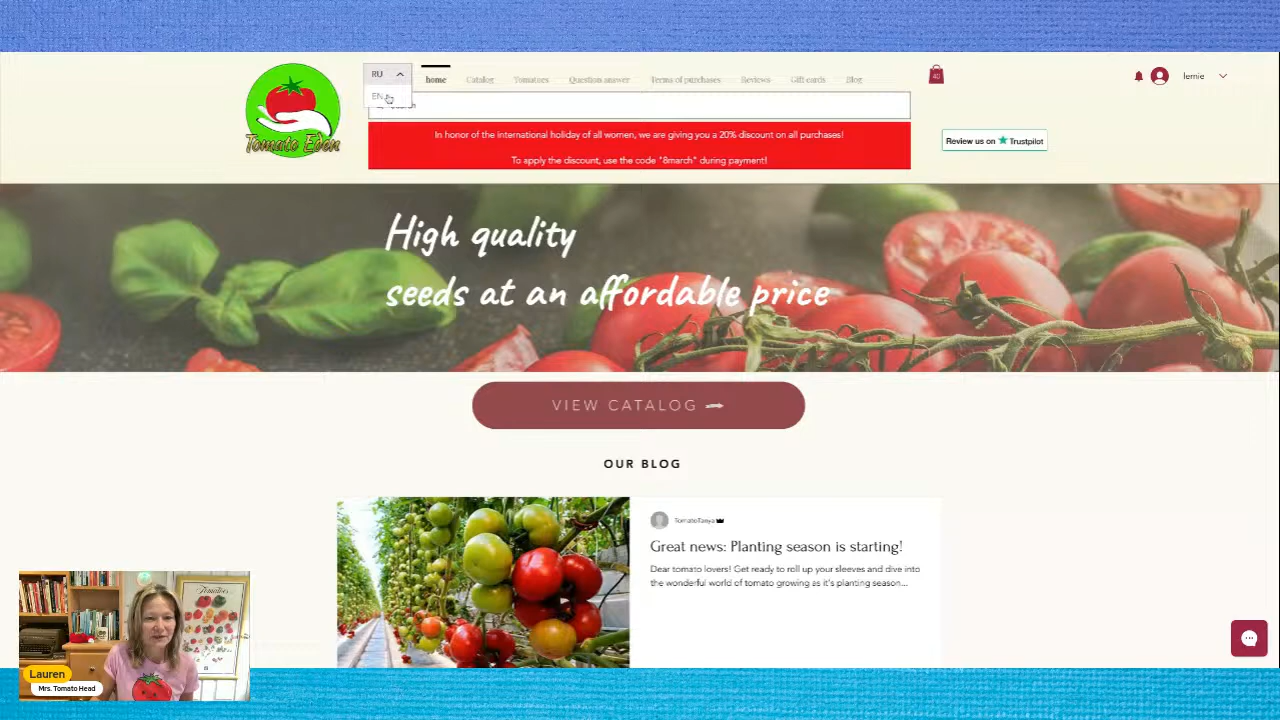 Tomato Eden
RU
EN
home
Catalog
Tomatoes
Question answer
Terms of purchases
Reviews
Gift cards
Blog
40
lemie
In honor of the international holiday of all women, we are giving you a 20% discount on all purchases!
To apply the discount, use the code "8march" during payment!
Review us on Trustpilot
High quality
seeds at an affordable price
VIEW CATALOG
OUR BLOG
TomatoTanya
Great news: Planting season is starting!
Dear tomato lovers! Get ready to roll up your sleeves and dive into
the wonderful world of tomato growing as it's planting season...
Tomatoes
Lauren
Mrs. Tomato Head